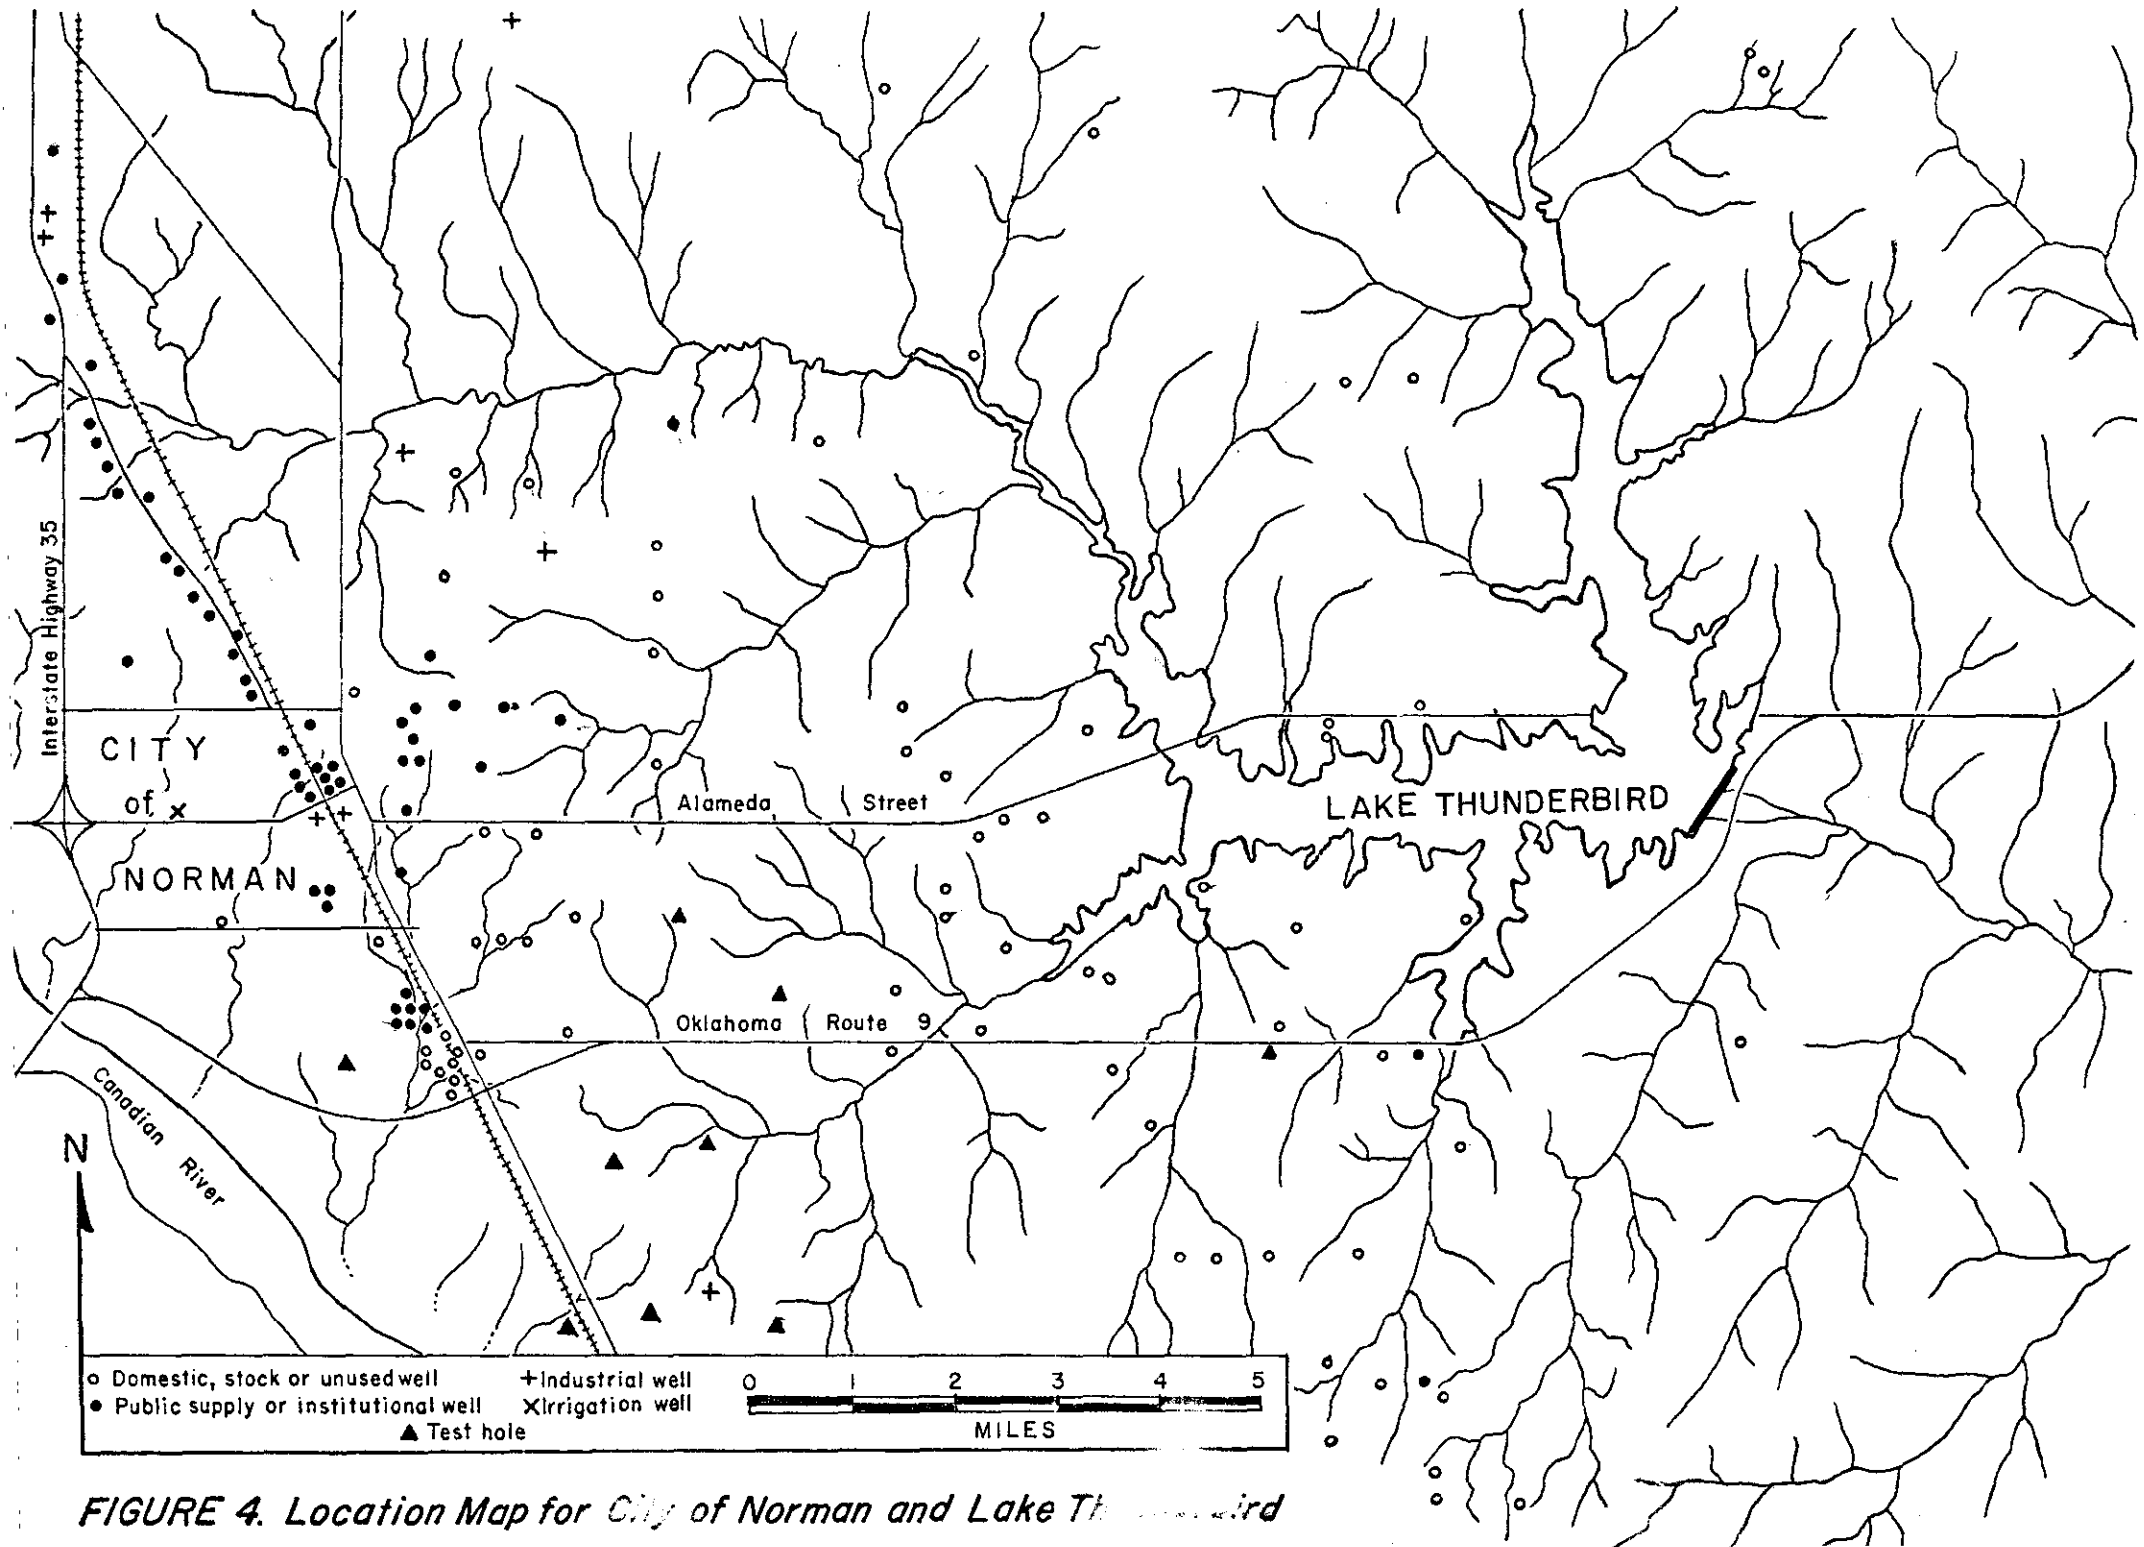 Interstate Highway 35
CITY
of
NORMAN
Alameda Street
LAKE THUNDERBIRD
Oklahoma Route 9
Canadian River
N
Domestic, stock or unused well
Public supply or institutional well
Industrial well
Irrigation well
Test hole
0 1 2 3 4 5
MILES
FIGURE 4. Location Map for City of Norman and Lake